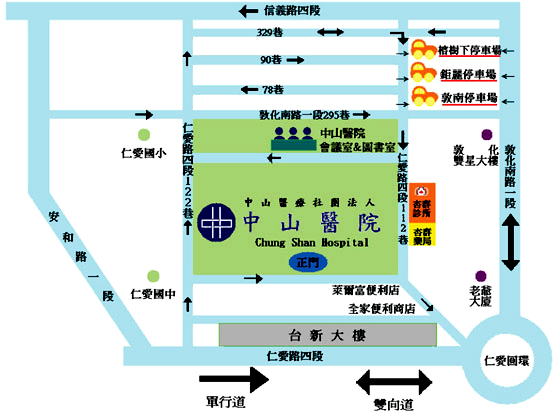 信義路四段
329巷
90巷
78巷
榕樹下停車場
鉅麗停車場
敦南停車場
敦化南路一段295巷
仁愛國小
中山醫院
會議室&圖書室
敦化
雙星大樓
仁愛路四段122巷
仁愛路四段112巷
敦化南路一段
安和路一段
杏群
診所
杏群
藥局
中山醫療社團法人
中山醫院
Chung Shan Hospital
正門
仁愛國中
萊爾富便利店
全家便利商店
老爺
大廈
台新大樓
仁愛路四段
仁愛圓環
單行道
雙向道